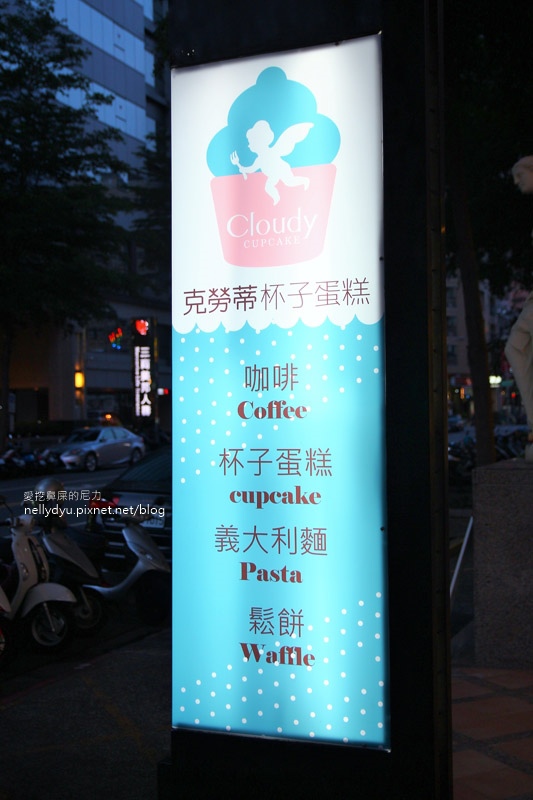 Cloudy
CUPCAKE
克勞蒂杯子蛋糕
咖啡
Coffee
杯子蛋糕
cupcake
義大利麵
Pasta
鬆餅
Waffle
愛挖鼻屎的尼力
nellydyu.pixnet.net/blog